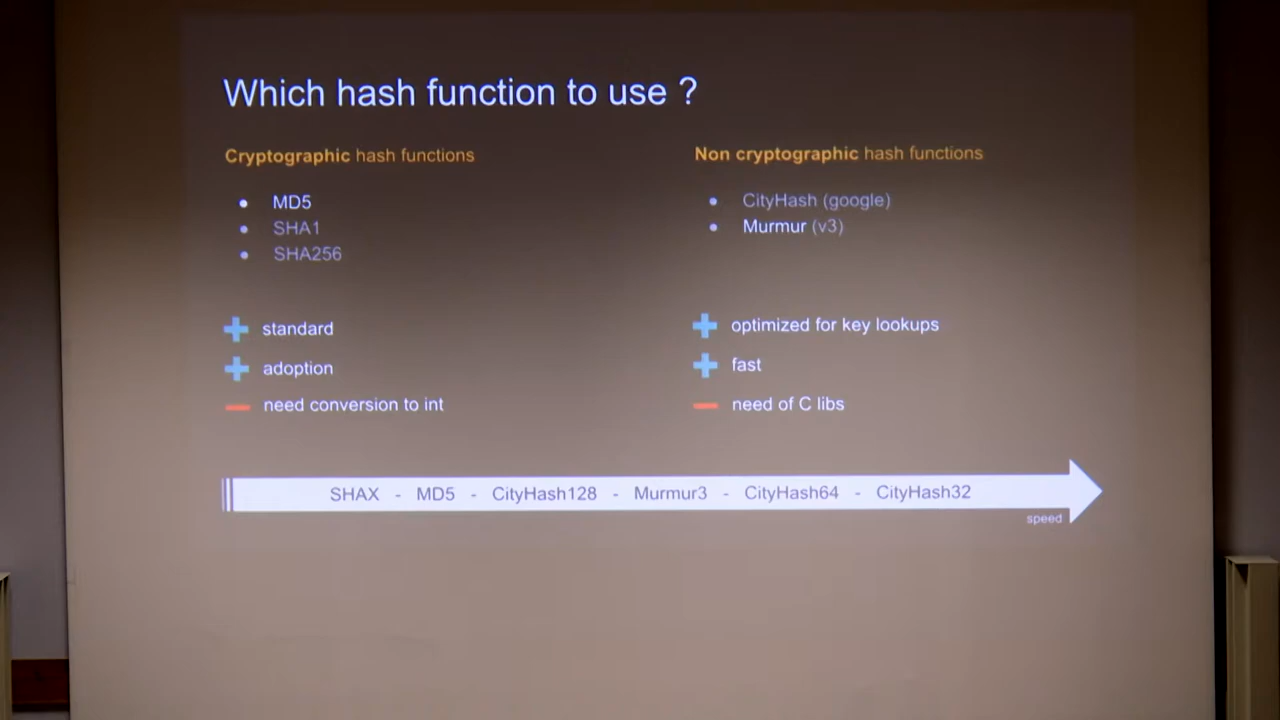 Which hash function to use ?
Cryptographic hash functions
MD5
SHA1
SHA256
standard
adoption
need conversion to int
Non cryptographic hash functions
CityHash (google)
Murmur (v3)
optimized for key lookups
fast
need of C libs
SHAX - MD5 - CityHash128 - Murmur3 - CityHash64 - CityHash32
speed